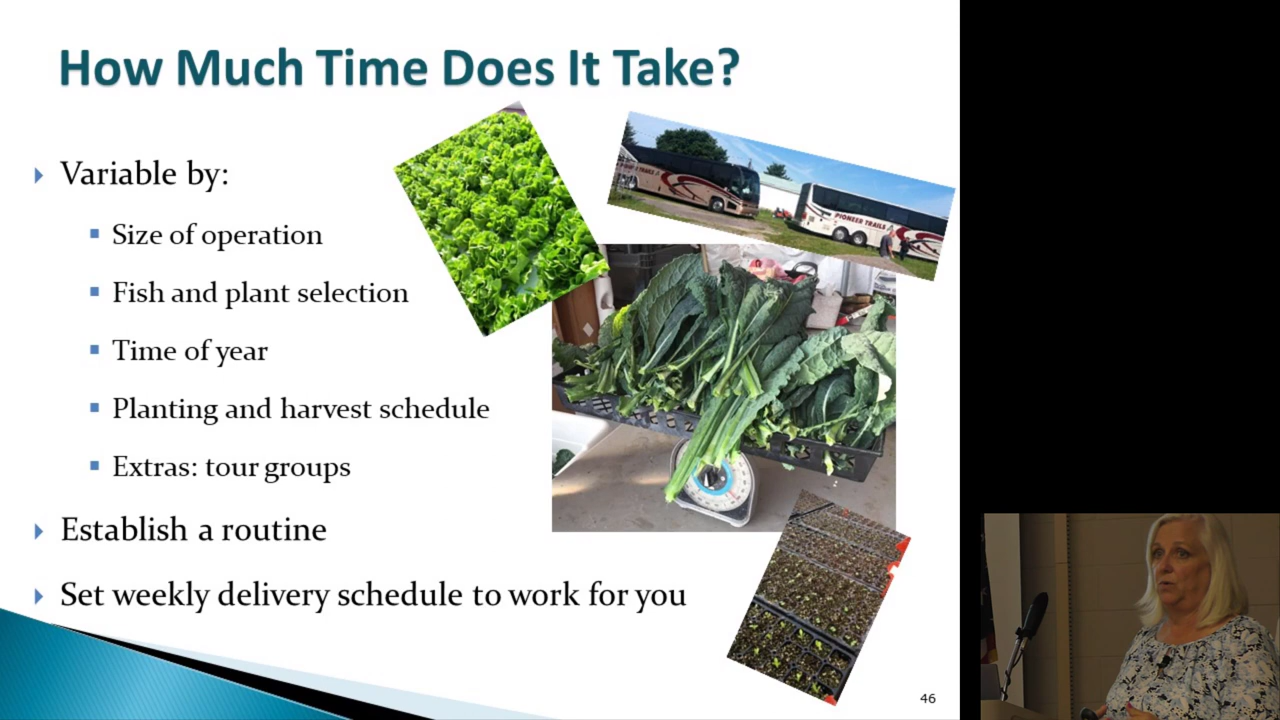 How Much Time Does It Take?
Variable by:
Size of operation
Fish and plant selection
Time of year
Planting and harvest schedule
Extras: tour groups
Establish a routine
Set weekly delivery schedule to work for you
PIONEER TRAILS
46